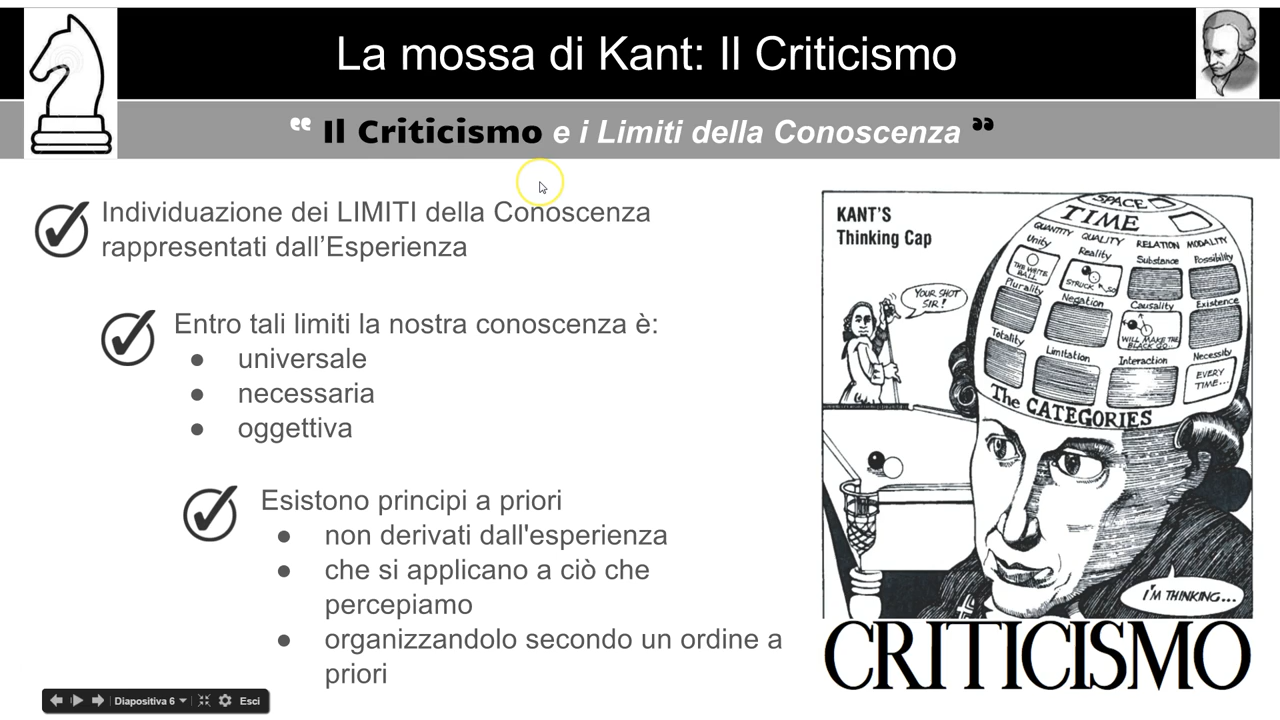 La mossa di Kant: Il Criticismo
“ Il Criticismo e i Limiti della Conoscenza ”
Individuazione dei LIMITI della Conoscenza
rappresentati dall’Esperienza
Entro tali limiti la nostra conoscenza è:
● universale
● necessaria
● oggettiva
Esistono principi a priori
● non derivati dall'esperienza
● che si applicano a ciò che
percepiamo
● organizzandolo secondo un ordine a
priori
KANT'S
Thinking Cap
YOUR SHOT
SIR!
SPACE
TIME
QUANTITY QUALITY RELATION MODALITY
Unity Reality Substance Possibility
THE WHITE
BALL
STRUCK SO
Plurality Negation Causality Existence
WILL MAKE THE
BLACK GO...
Totality Limitation Interaction Necessity
EVERY
TIME...
The CATEGORIES
I'M THINKING...
CRITICISMO
Diapositiva 6 Esci